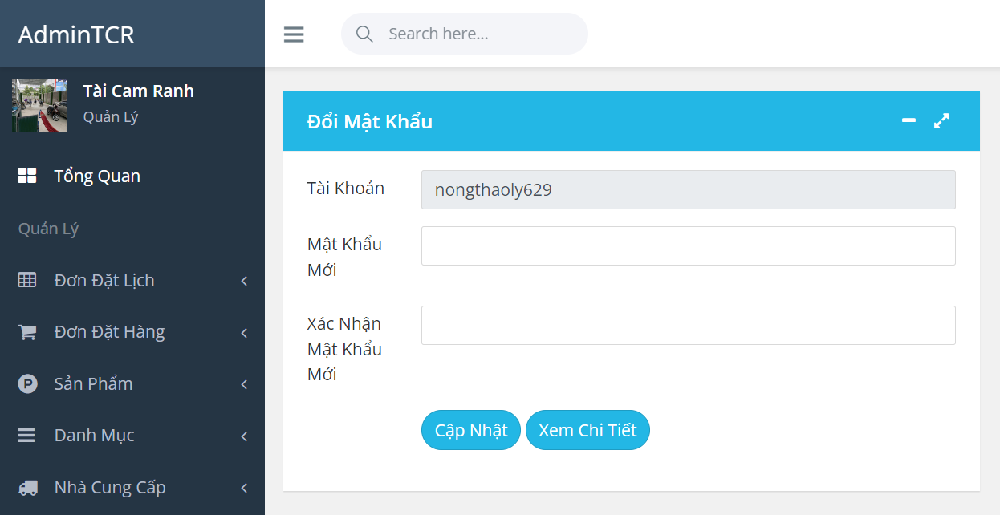 AdminTCR
Search here...
Tài Cam Ranh
Quản Lý
Tổng Quan
Quản Lý
Đơn Đặt Lịch
Đơn Đặt Hàng
Sản Phẩm
Danh Mục
Nhà Cung Cấp
Đổi Mật Khẩu
Tài Khoản
nongthaoly629
Mật Khẩu
Mới
Xác Nhận
Mật Khẩu
Mới
Cập Nhật
Xem Chi Tiết